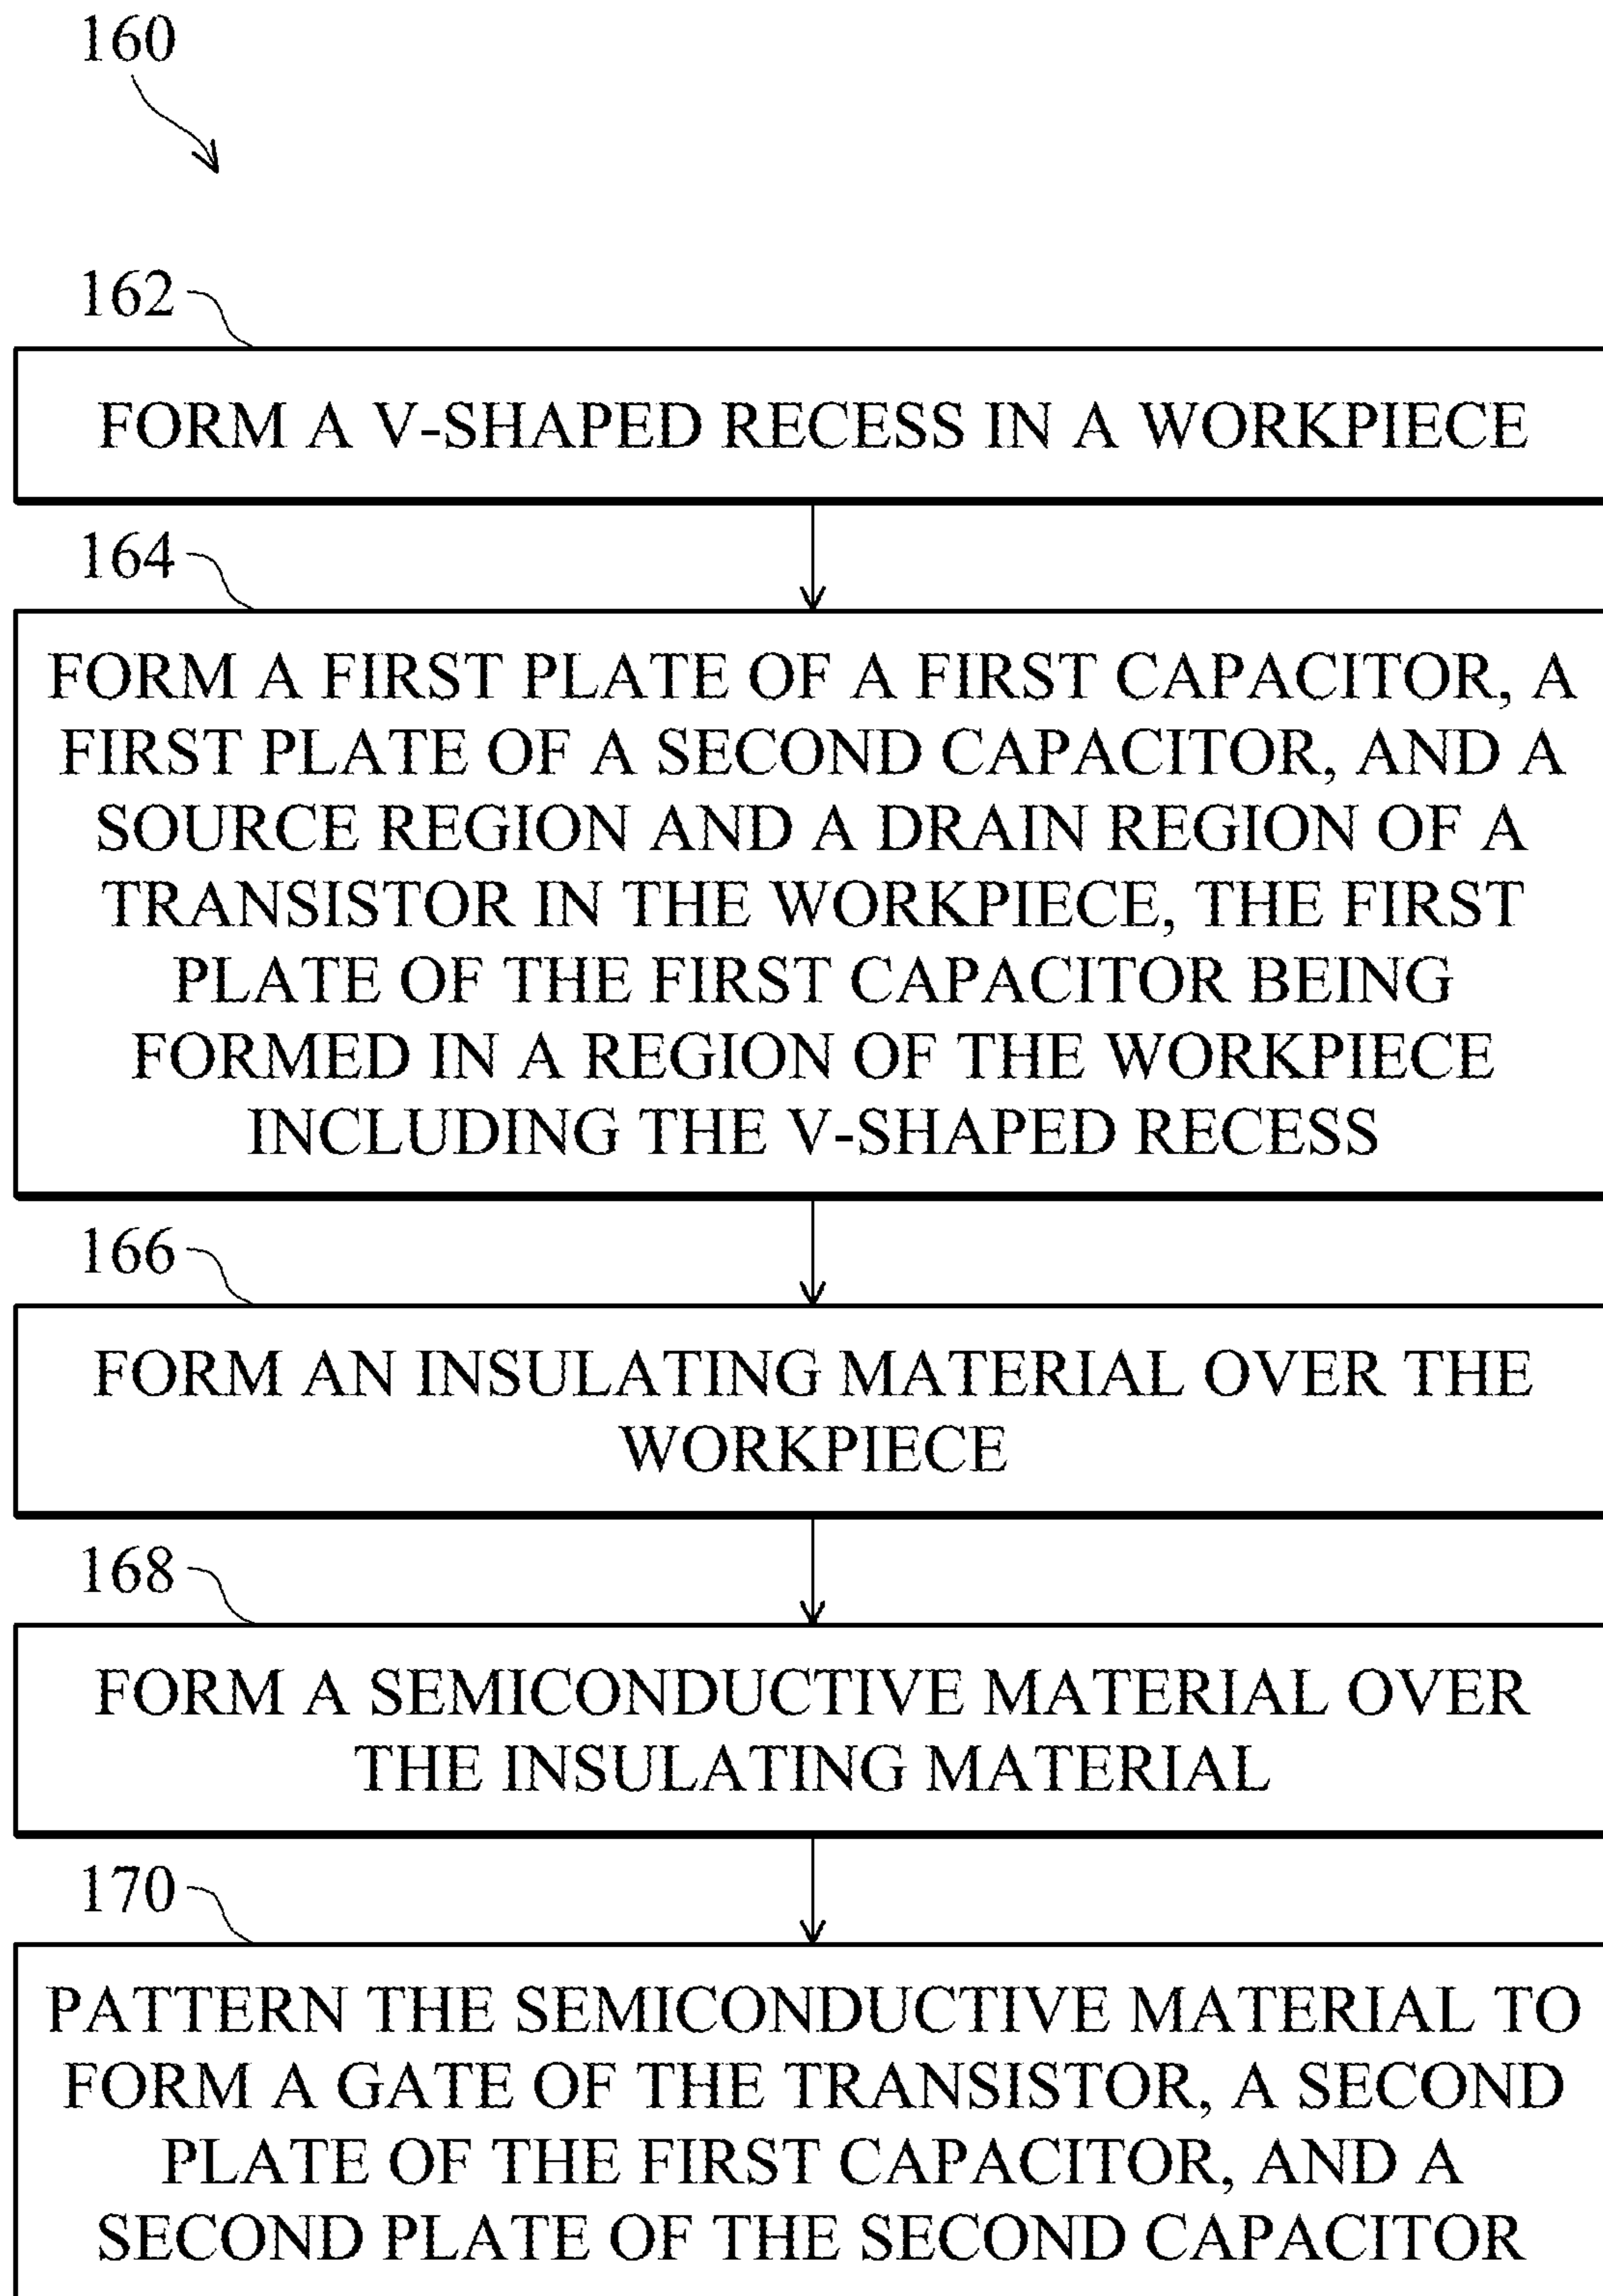 160
162
FORM A V-SHAPED RECESS IN A WORKPIECE
164
FORM A FIRST PLATE OF A FIRST CAPACITOR, A
FIRST PLATE OF A SECOND CAPACITOR, AND A
SOURCE REGION AND A DRAIN REGION OF A
TRANSISTOR IN THE WORKPIECE, THE FIRST
PLATE OF THE FIRST CAPACITOR BEING
FORMED IN A REGION OF THE WORKPIECE
INCLUDING THE V-SHAPED RECESS
166
FORM AN INSULATING MATERIAL OVER THE
WORKPIECE
168
FORM A SEMICONDUCTIVE MATERIAL OVER
THE INSULATING MATERIAL
170
PATTERN THE SEMICONDUCTIVE MATERIAL TO
FORM A GATE OF THE TRANSISTOR, A SECOND
PLATE OF THE FIRST CAPACITOR, AND A
SECOND PLATE OF THE SECOND CAPACITOR